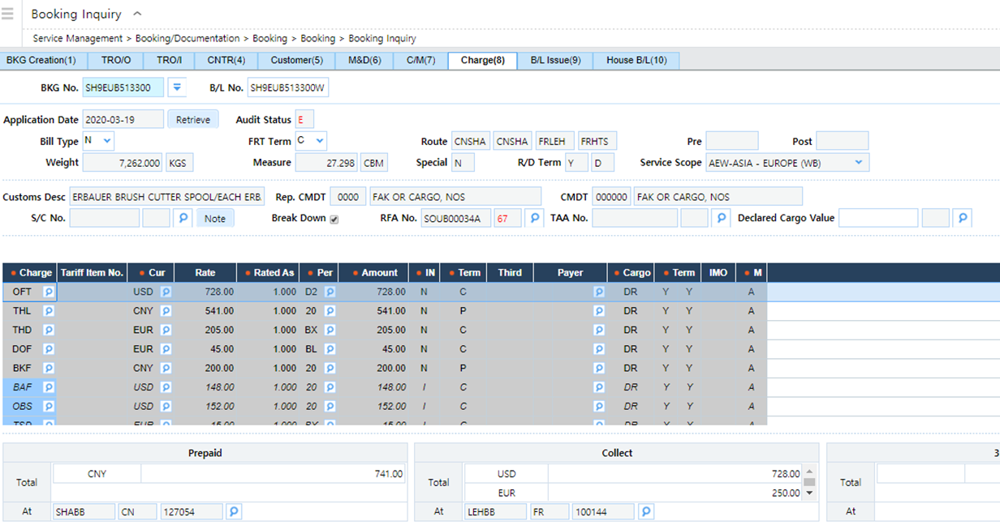 Booking Inquiry
Service Management > Booking/Documentation > Booking > Booking > Booking Inquiry
BKG Creation(1) TRO/O TRO/I CNTR(4) Customer(5) M&D(6) C/M(7) Charge(8) B/L Issue(9) House B/L(10)
BKG No. SH9EUB513300 B/L No. SH9EUB513300W
Application Date 2020-03-19 Retrieve Audit Status E
Bill Type N FRT Term C Route CNSHA CNSHA FRLEH FRHTS Pre Post
Weight 7,262.000 KGS Measure 27.298 CBM Special N R/D Term Y D Service Scope AEW-ASIA - EUROPE (WB)
Customs Desc ERBAUER BRUSH CUTTER SPOOL/EACH ERB Rep. CMDT 0000 FAK OR CARGO, NOS CMDT 000000 FAK OR CARGO, NOS
S/C No. Note Break Down RFA No. SOUB00034A 67 TAA No. Declared Cargo Value
Charge Tariff Item No. Cur Rate Rated As Per Amount IN Term Third Payer Cargo Term IMO M
OFT USD 728.00 1.000 D2 728.00 N C DR Y Y A
THL CNY 541.00 1.000 20 541.00 N P DR Y Y A
THD EUR 205.00 1.000 BX 205.00 N C DR Y Y A
DOF EUR 45.00 1.000 BL 45.00 N C DR Y Y A
BKF CNY 200.00 1.000 20 200.00 N P DR Y Y A
BAF USD 148.00 1.000 20 148.00 I C DR Y Y A
OBS USD 152.00 1.000 20 152.00 I C DR Y Y A
TSD EUR 15.00 1.000 BX 15.00 I C DR Y Y A
Prepaid Collect 3
Total CNY 741.00 Total USD 728.00 Total
EUR 250.00
At SHABB CN 127054 At LEHBB FR 100144 At